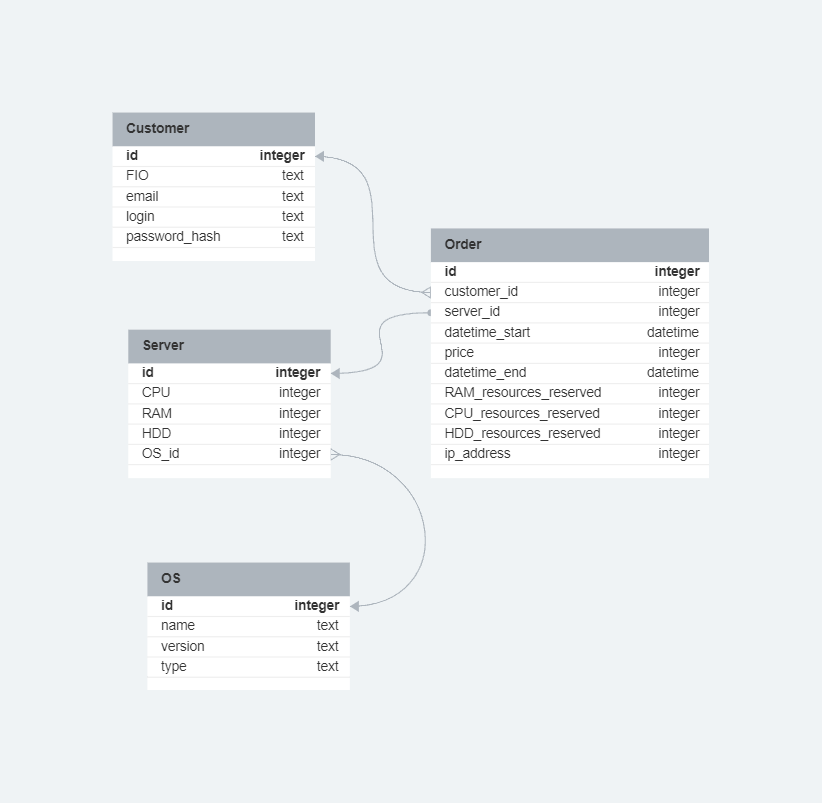 Customer
id integer
FIO text
email text
login text
password_hash text
Order
id integer
customer_id integer
server_id integer
datetime_start datetime
price integer
datetime_end datetime
RAM_resources_reserved integer
CPU_resources_reserved integer
HDD_resources_reserved integer
ip_address integer
Server
id integer
CPU integer
RAM integer
HDD integer
OS_id integer
OS
id integer
name text
version text
type text